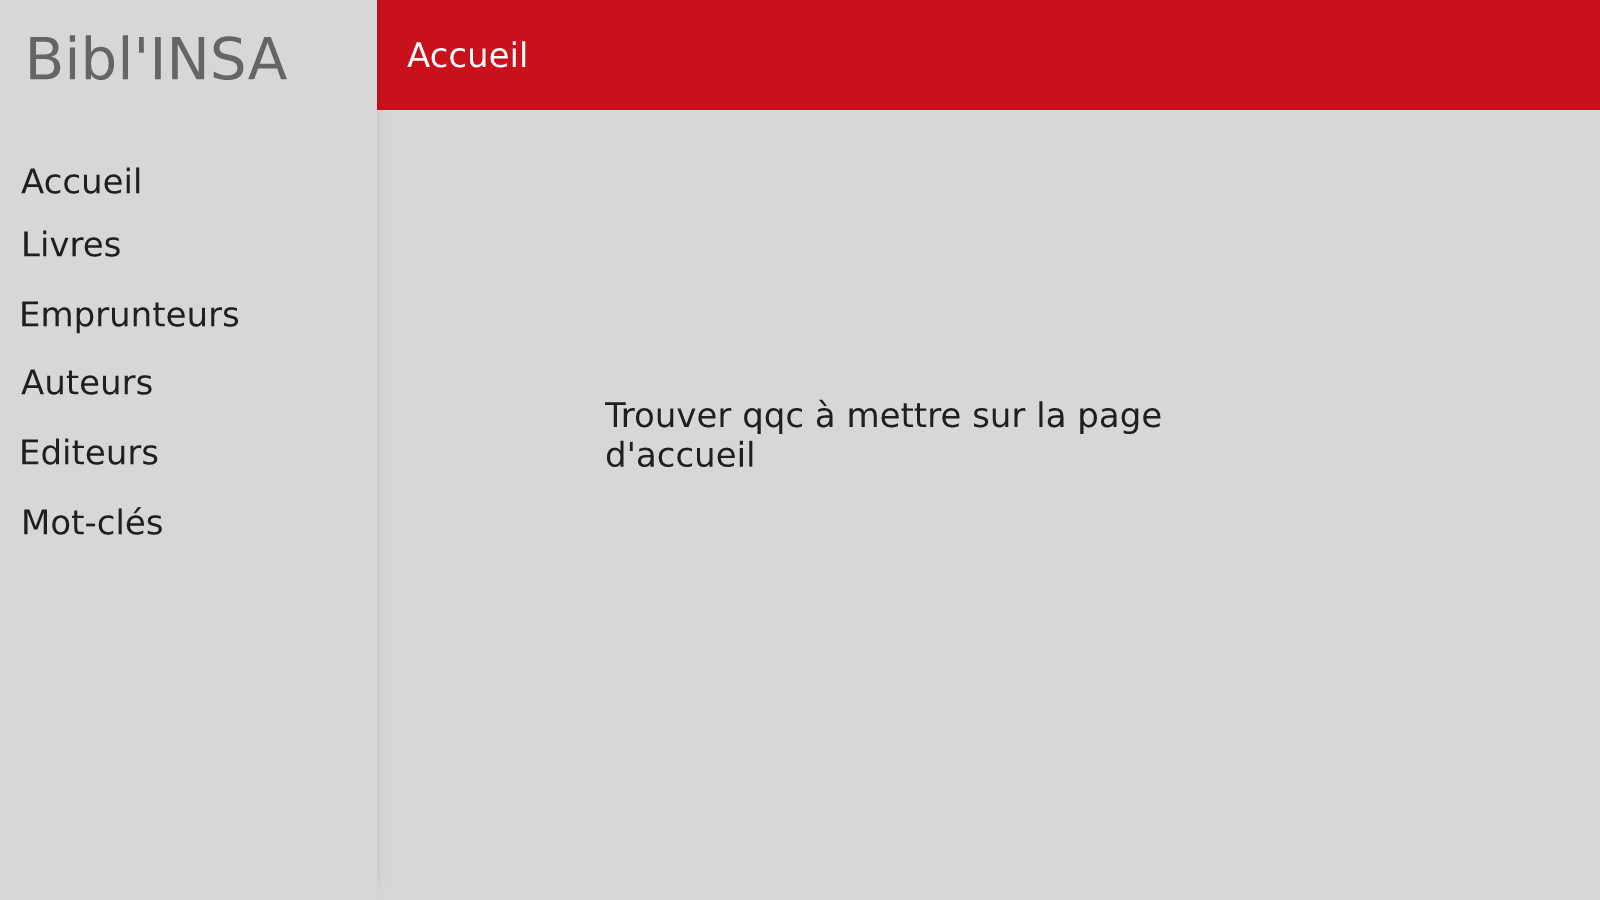 Bibl'INSA
Accueil
Accueil
Livres
Emprunteurs
Auteurs
Editeurs
Mot-clés
Trouver qqc à mettre sur la page
d'accueil